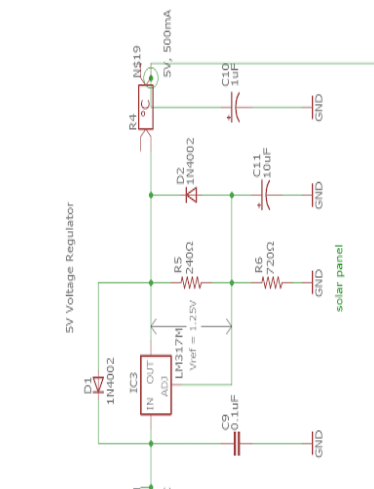 5V Voltage Regulator
N$19
5V, 500mA
R4
°C
C10
1uF
GND
D2
1N4002
C11
10uF
GND
R5
240Ω
R6
720Ω
GND
solar panel
D1
1N4002
IC3
IN
OUT
ADJ
LM317M
Vref = 1.25V
C9
0.1uF
GND